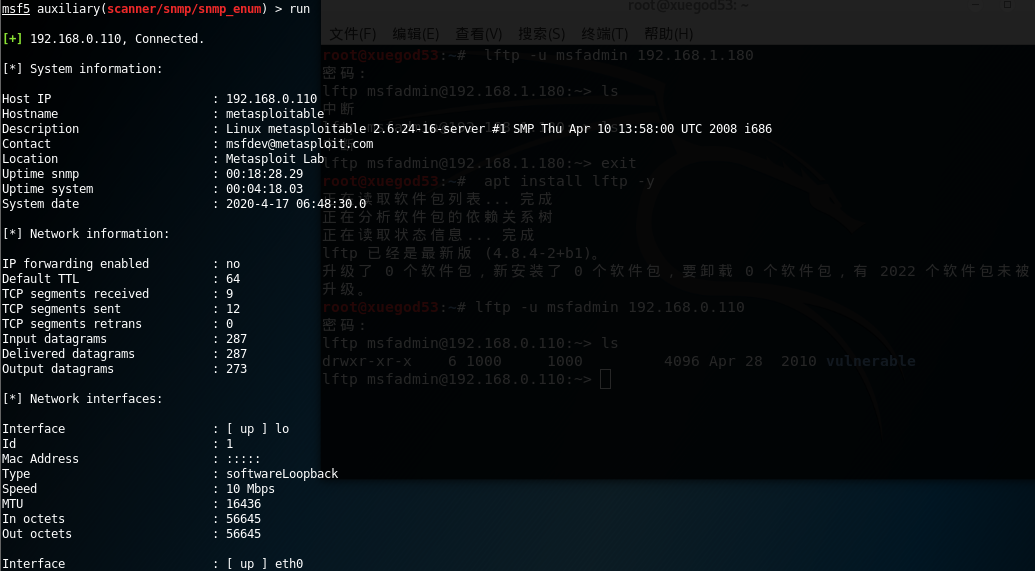 msf5 auxiliary(scanner/snmp/snmp_enum) > run
[+] 192.168.0.110, Connected.
[*] System information:
Host IP : 192.168.0.110
Hostname : metasploitable
Description : Linux metasploitable 2.6.24-16-server #1 SMP Thu Apr 10 13:58:00 UTC 2008 i686
Contact : msfdev@metasploit.com
Location : Metasploit Lab
Uptime snmp : 00:18:28.29
Uptime system : 00:04:18.03
System date : 2020-4-17 06:48:30.0
[*] Network information:
IP forwarding enabled : no
Default TTL : 64
TCP segments received : 9
TCP segments sent : 12
TCP segments retrans : 0
Input datagrams : 287
Delivered datagrams : 287
Output datagrams : 273
[*] Network interfaces:
Interface : [ up ] lo
Id : 1
Mac Address : :::::
Type : softwareLoopback
Speed : 10 Mbps
MTU : 16436
In octets : 56645
Out octets : 56645
Interface : [ up ] eth0
root@xuegod53: ~
文件(F) 编辑(E) 查看(V) 搜索(S) 终端(T) 帮助(H)
root@xuegod53:~# lftp -u msfadmin 192.168.1.180
密码:
lftp msfadmin@192.168.1.180:~> ls
中断
lftp msfadmin@192.168.1.180:~> exit
root@xuegod53:~# apt install lftp -y
正在读取软件包列表... 完成
正在分析软件包的依赖关系树
正在读取状态信息... 完成
lftp 已经是最新版 (4.8.4-2+b1)。
升级了 0 个软件包,新安装了 0 个软件包,要卸载 0 个软件包,有 2022 个软件包未被
升级。
root@xuegod53:~# lftp -u msfadmin 192.168.0.110
密码:
lftp msfadmin@192.168.0.110:~> ls
drwxr-xr-x 6 1000 1000 4096 Apr 28 2010 vulnerable
lftp msfadmin@192.168.0.110:~>